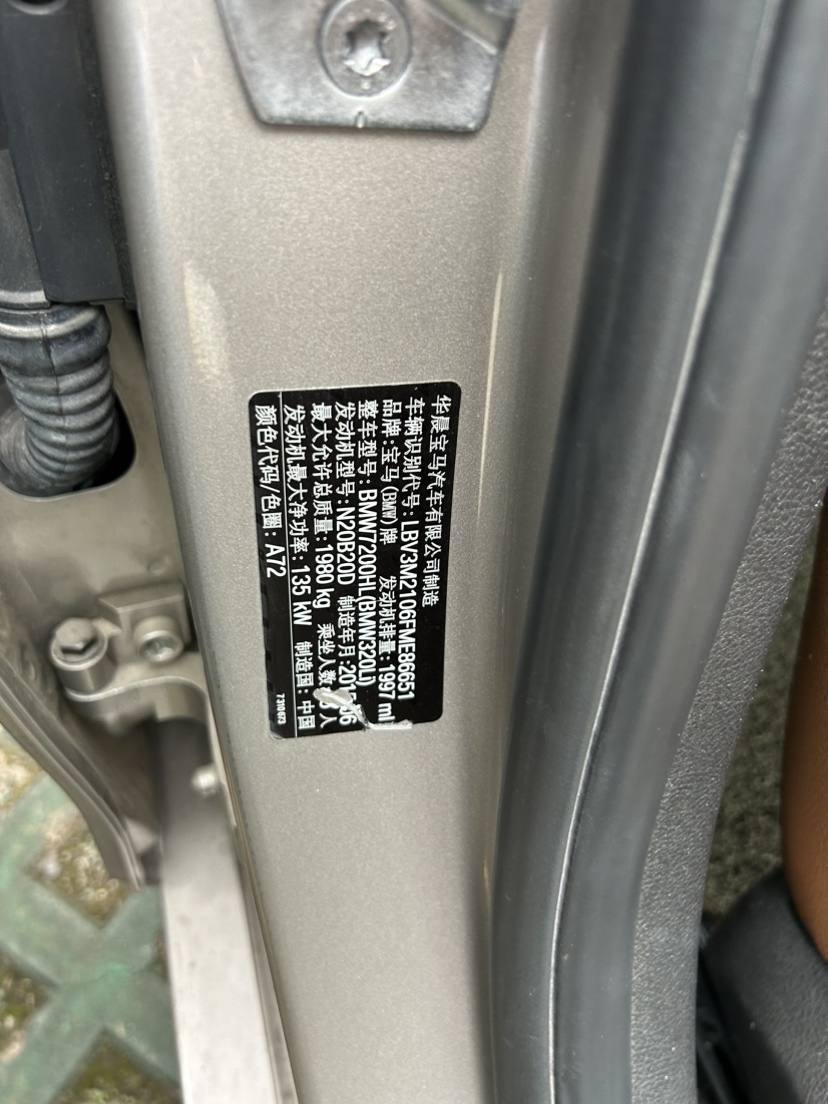 华晨宝马汽车有限公司制造
车辆识别代号:LBV3M2106FME86651
品牌:宝马(BMW)牌 发动机排量:1997 ml
整车型号:BMW7200HL(BMW320Li)
发动机型号:N20B20D 制造年月:
最大允许总质量:1980 kg 乘坐人数: 人
发动机最大净功率:135 kW 制造国:中国
颜色代码/色圈:A72
7310673